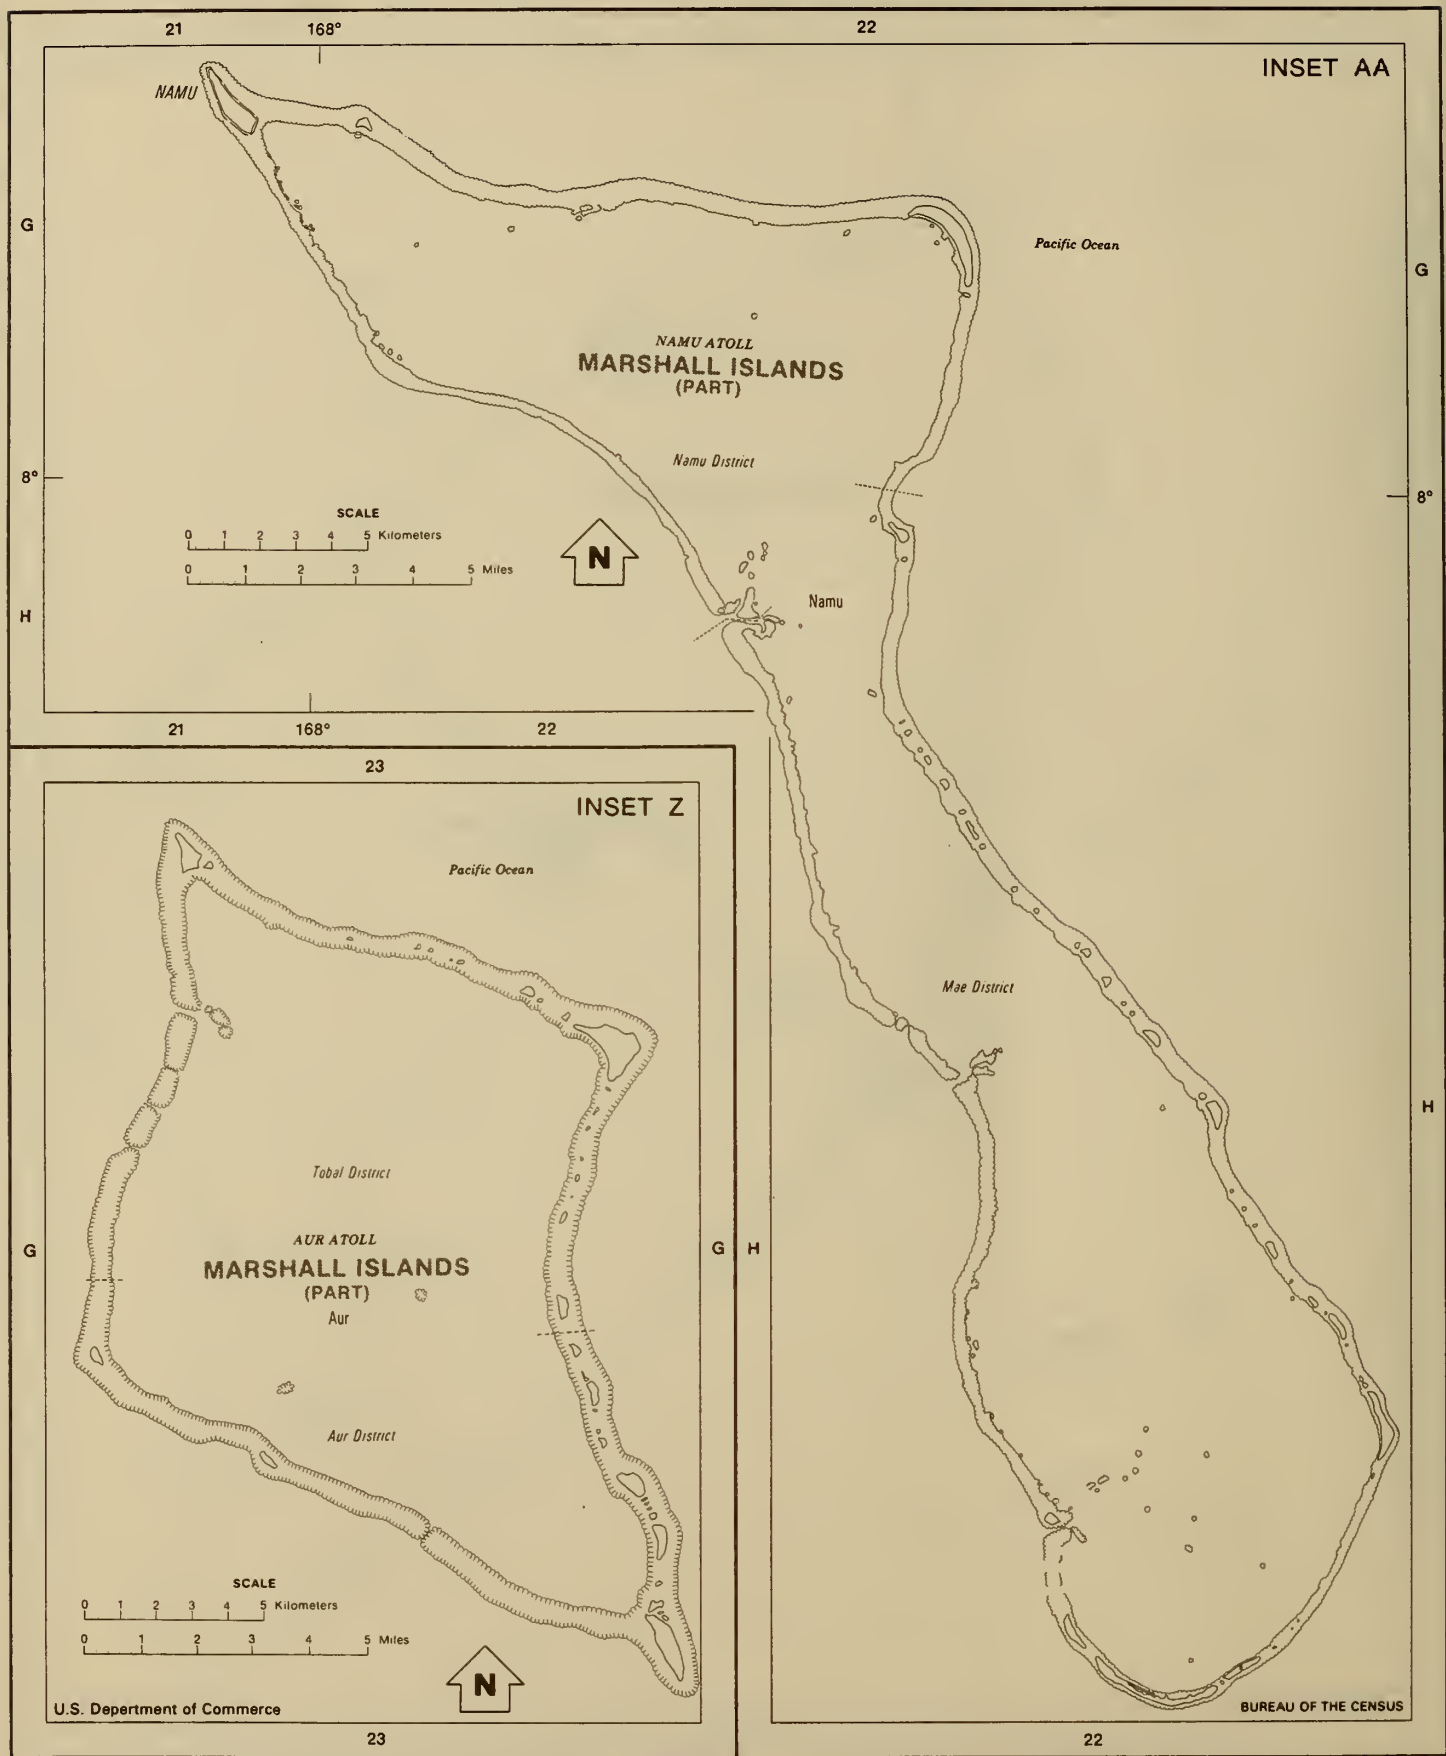 21 168° 22
INSET AA
NAMU
G
Pacific Ocean
G
NAMU ATOLL
MARSHALL ISLANDS
(PART)
Namu District
8°
8°
SCALE
0 1 2 3 4 5 Kilometers
0 1 2 3 4 5 Miles
N
Namu
H
21 168° 22
23
INSET Z
Pacific Ocean
Mae District
H
Tobal District
AUR ATOLL
G
G H
MARSHALL ISLANDS
(PART)
Aur
Aur District
SCALE
0 1 2 3 4 5 Kilometers
0 1 2 3 4 5 Miles
N
U.S. Department of Commerce
BUREAU OF THE CENSUS
23
22